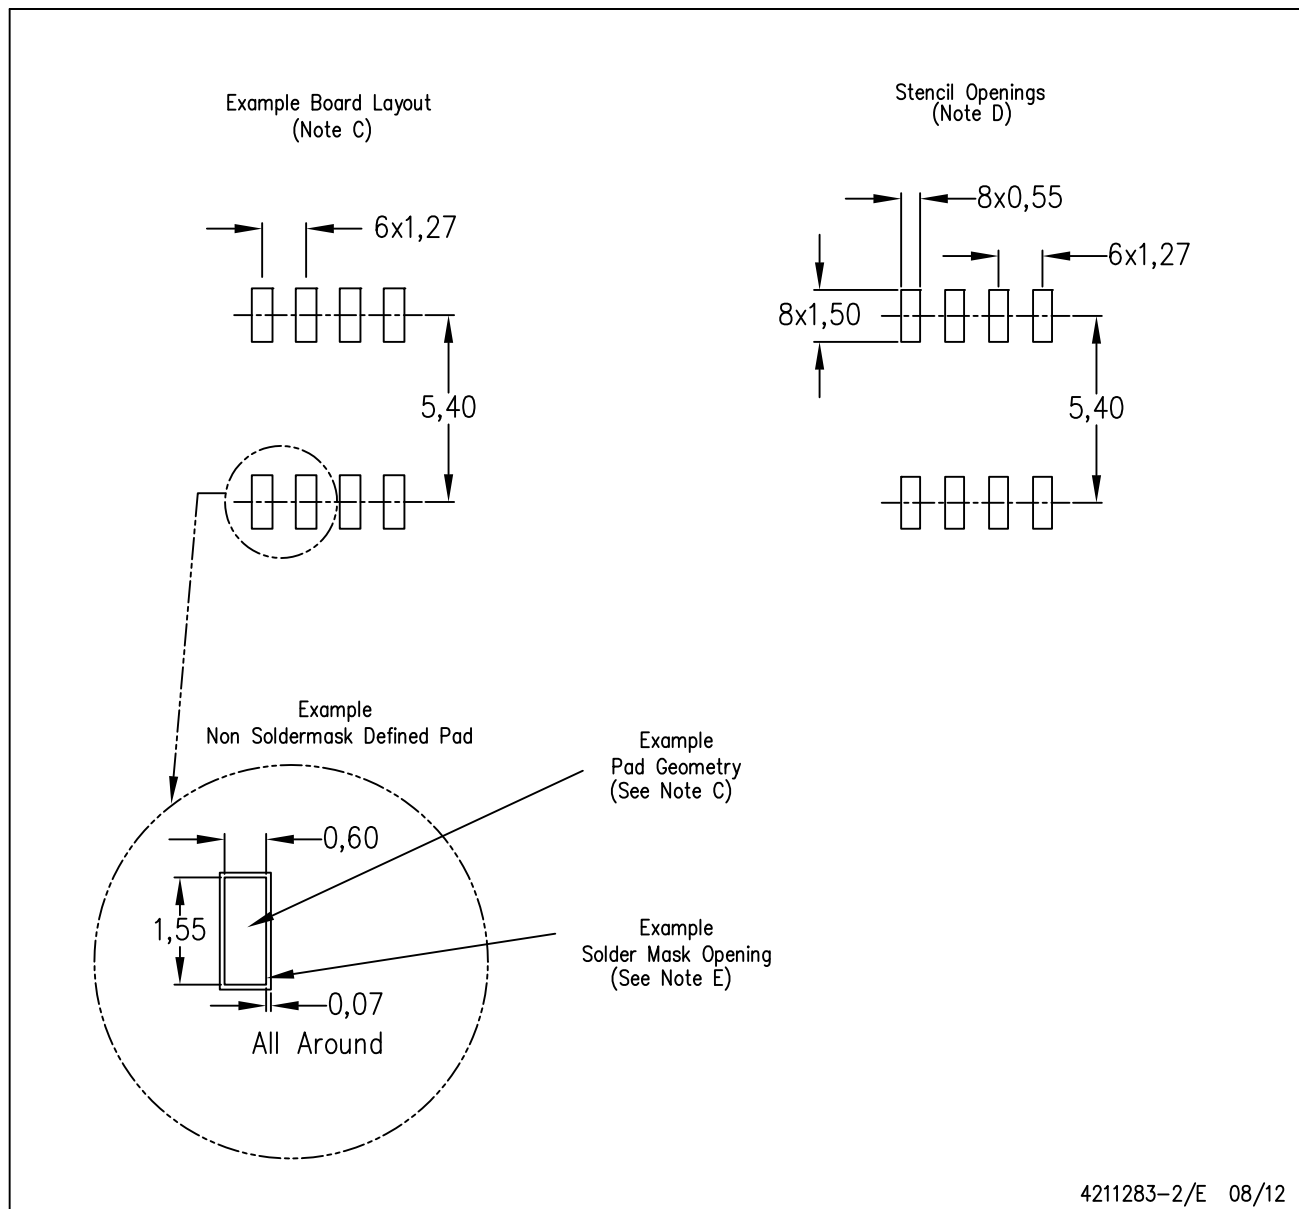 Example Board Layout
(Note C)
Stencil Openings
(Note D)
6x1,27
5,40
8x0,55
6x1,27
8x1,50
5,40
Example
Non Soldermask Defined Pad
Example
Pad Geometry
(See Note C)
0,60
1,55
Example
Solder Mask Opening
(See Note E)
0,07
All Around
4211283-2/E 08/12